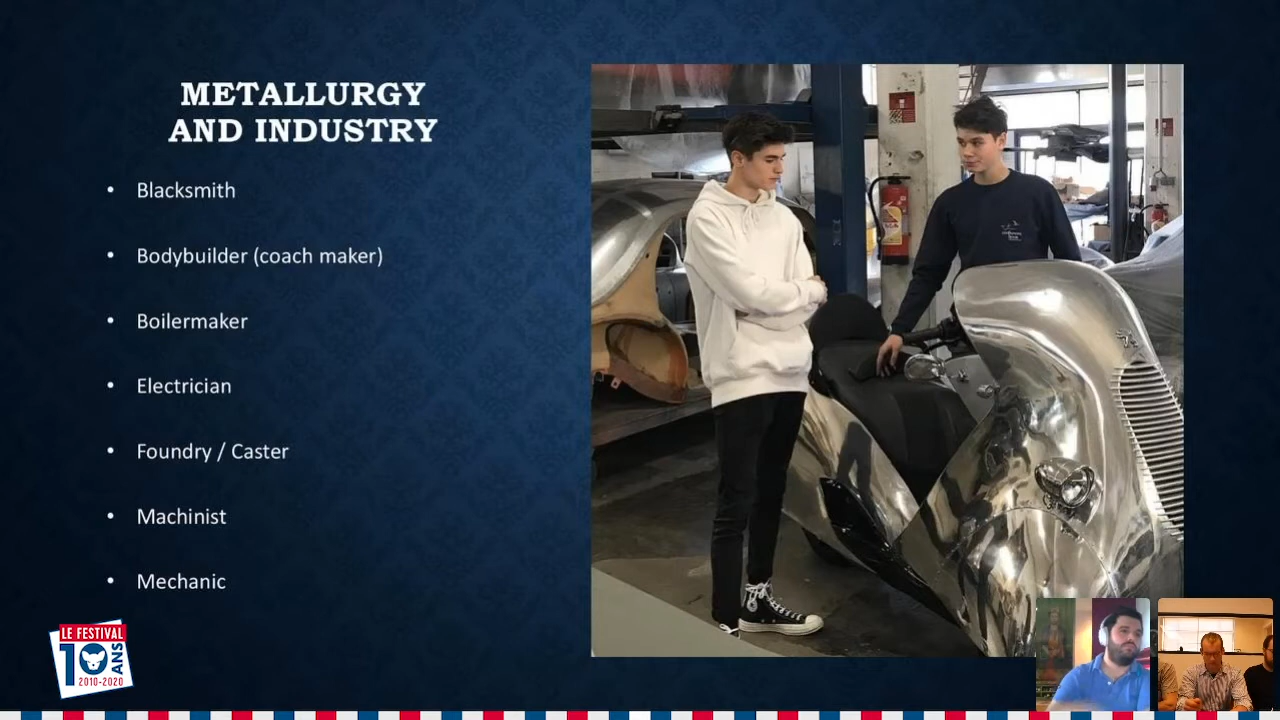 METALLURGY
AND INDUSTRY
• Blacksmith
• Bodybuilder (coach maker)
• Boilermaker
• Electrician
• Foundry / Caster
• Machinist
• Mechanic
LE FESTIVAL
10 ANS
2010-2020